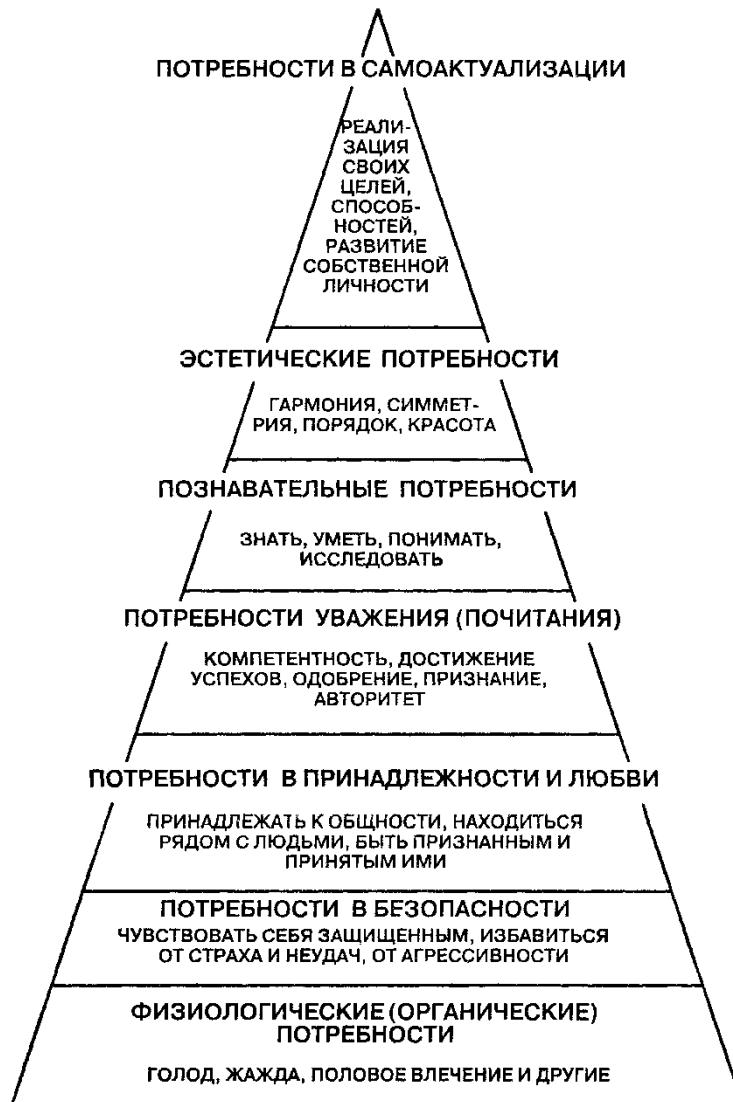 ПОТРЕБНОСТИ В САМОАКТУАЛИЗАЦИИ
РЕАЛИ-
ЗАЦИЯ
СВОИХ
ЦЕЛЕЙ,
СПОСОБ-
НОСТЕЙ,
РАЗВИТИЕ
СОБСТВЕННОЙ
ЛИЧНОСТИ
ЭСТЕТИЧЕСКИЕ ПОТРЕБНОСТИ
ГАРМОНИЯ, СИММЕТ-
РИЯ, ПОРЯДОК, КРАСОТА
ПОЗНАВАТЕЛЬНЫЕ ПОТРЕБНОСТИ
ЗНАТЬ, УМЕТЬ, ПОНИМАТЬ,
ИССЛЕДОВАТЬ
ПОТРЕБНОСТИ УВАЖЕНИЯ (ПОЧИТАНИЯ)
КОМПЕТЕНТНОСТЬ, ДОСТИЖЕНИЕ
УСПЕХОВ, ОДОБРЕНИЕ, ПРИЗНАНИЕ,
АВТОРИТЕТ
ПОТРЕБНОСТИ В ПРИНАДЛЕЖНОСТИ И ЛЮБВИ
ПРИНАДЛЕЖАТЬ К ОБЩНОСТИ, НАХОДИТЬСЯ
РЯДОМ С ЛЮДЬМИ, БЫТЬ ПРИЗНАННЫМ И
ПРИНЯТЫМ ИМИ
ПОТРЕБНОСТИ В БЕЗОПАСНОСТИ
ЧУВСТВОВАТЬ СЕБЯ ЗАЩИЩЕННЫМ, ИЗБАВИТЬСЯ
ОТ СТРАХА И НЕУДАЧ, ОТ АГРЕССИВНОСТИ
ФИЗИОЛОГИЧЕСКИЕ (ОРГАНИЧЕСКИЕ)
ПОТРЕБНОСТИ
ГОЛОД, ЖАЖДА, ПОЛОВОЕ ВЛЕЧЕНИЕ И ДРУГИЕ